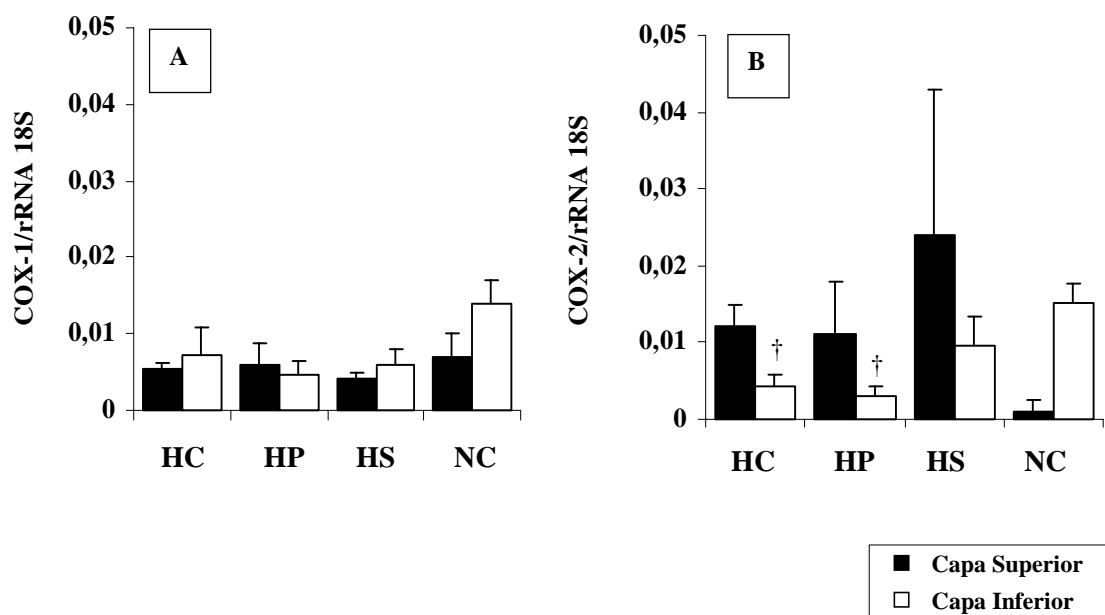 A
COX-1/rRNA 18S
0,05
0,04
0,03
0,02
0,01
0
HC HP HS NC
B
COX-2/rRNA 18S
0,05
0,04
0,03
0,02
0,01
0
† †
HC HP HS NC
Capa Superior
Capa Inferior